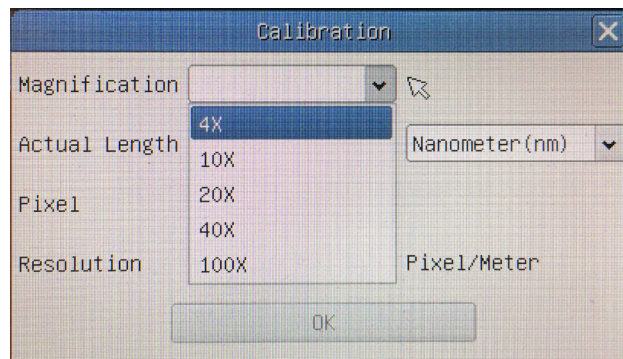 Calibration
Magnification
4X
Actual Length
Nanometer(nm)
10X
Pixel
20X
40X
Resolution
100X
Pixel/Meter
OK